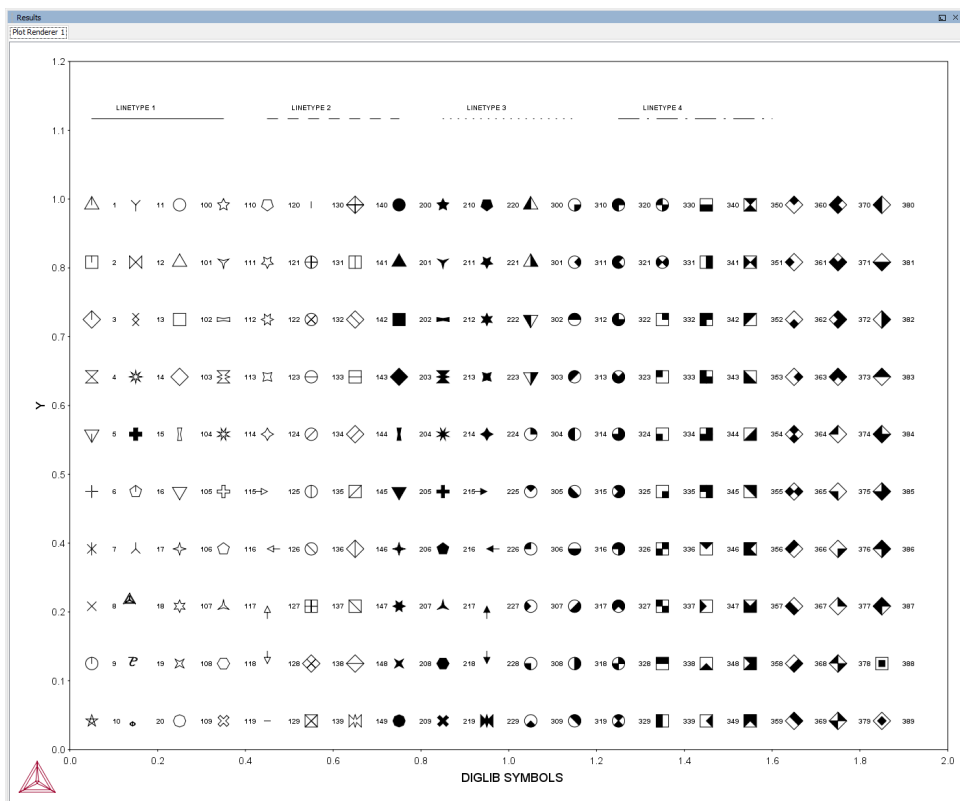 Results
Plot Renderer 1
1.2
LINETYPE 1 LINETYPE 2 LINETYPE 3 LINETYPE 4
1.1
1.0
1 11 100 110 120 130 140 200 210 220 300 310 320 330 340 350 360 370 380
2 12 101 111 121 131 141 201 211 221 301 311 321 331 341 351 361 371 381
0.8
3 13 102 112 122 132 142 202 212 222 302 312 322 332 342 352 362 372 382
0.7
4 14 103 113 123 133 143 203 213 223 303 313 323 333 343 353 363 373 383
0.6
Y
5 15 104 114 124 134 144 204 214 224 304 314 324 334 344 354 364 374 384
0.5
6 16 105 115 125 135 145 205 215 225 305 315 325 335 345 355 365 375 385
0.4
7 17 106 116 126 136 146 206 216 226 306 316 326 336 346 356 366 376 386
8 18 107 117 127 137 147 207 217 227 307 317 327 337 347 357 367 377 387
0.2
9 19 108 118 128 138 148 208 218 228 308 318 328 338 348 358 368 378 388
0.1
10 20 109 119 129 139 149 209 219 229 309 319 329 339 349 359 369 379 389
0.0
0.0 0.2 0.4 0.6 0.8 1.0 1.2 1.4 1.6 1.8 2.0
DIGLIB SYMBOLS